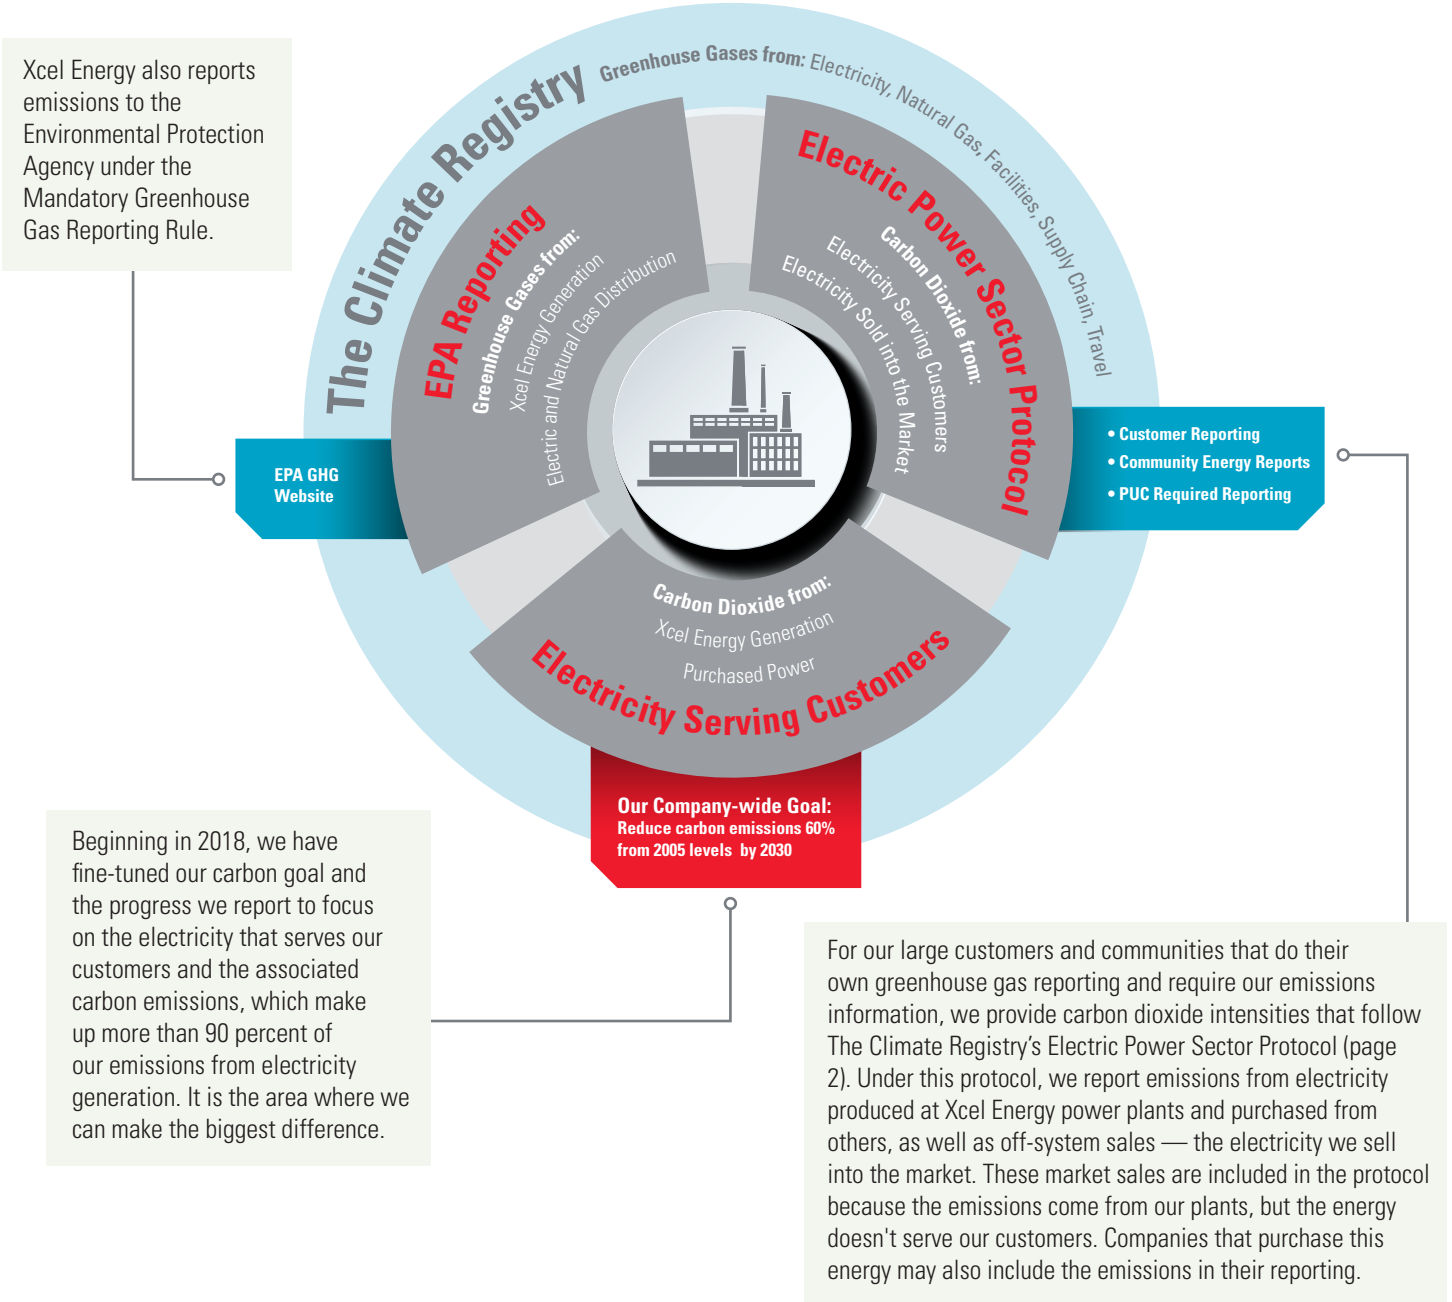 Xcel Energy also reports
emissions to the
Environmental Protection
Agency under the
Mandatory Greenhouse
Gas Reporting Rule.
The Climate Registry
Greenhouse Gases from: Electricity, Natural Gas, Facilities, Supply Chain, Travel
EPA Reporting
Greenhouse Gases from:
Xcel Energy Generation
Electric and Natural Gas Distribution
EPA GHG
Website
Electric Power Sector Protocol
Carbon Dioxide from:
Electricity Serving Customers
Electricity Sold into the Market
• Customer Reporting
• Community Energy Reports
• PUC Required Reporting
Carbon Dioxide from:
Xcel Energy Generation
Purchased Power
Electricity Serving Customers
Our Company-wide Goal:
Reduce carbon emissions 60%
from 2005 levels by 2030
Beginning in 2018, we have
fine-tuned our carbon goal and
the progress we report to focus
on the electricity that serves our
customers and the associated
carbon emissions, which make
up more than 90 percent of
our emissions from electricity
generation. It is the area where we
can make the biggest difference.
For our large customers and communities that do their
own greenhouse gas reporting and require our emissions
information, we provide carbon dioxide intensities that follow
The Climate Registry's Electric Power Sector Protocol (page
2). Under this protocol, we report emissions from electricity
produced at Xcel Energy power plants and purchased from
others, as well as off-system sales — the electricity we sell
into the market. These market sales are included in the protocol
because the emissions come from our plants, but the energy
doesn't serve our customers. Companies that purchase this
energy may also include the emissions in their reporting.